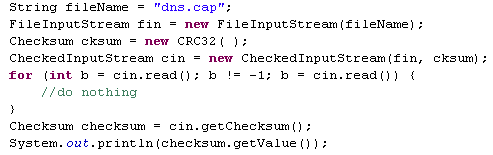 String fileName = "dns.cap";
FileInputStream fin = new FileInputStream(fileName);
Checksum cksum = new CRC32( );
CheckedInputStream cin = new CheckedInputStream(fin, cksum);
for (int b = cin.read(); b != -1; b = cin.read()) {
    //do nothing
}
Checksum checksum = cin.getChecksum();
System.out.println(checksum.getValue());